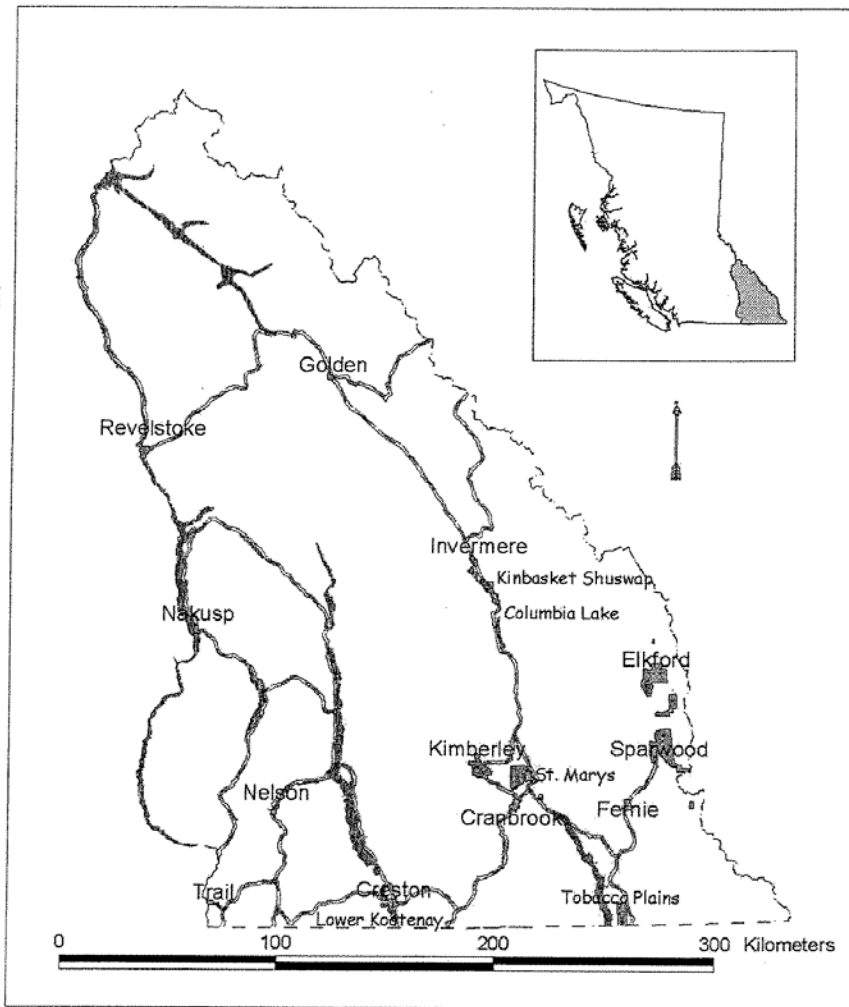 Golden
Revelstoke
Invermere
Kinbasket Shuswap
Columbia Lake
Nakusp
Elkford
Kimberley
Sparwood
St. Marys
Nelson
Cranbrook
Fernie
Trail
Creston
Tobacco Plains
Lower Kootenay
0 100 200 300 Kilometers